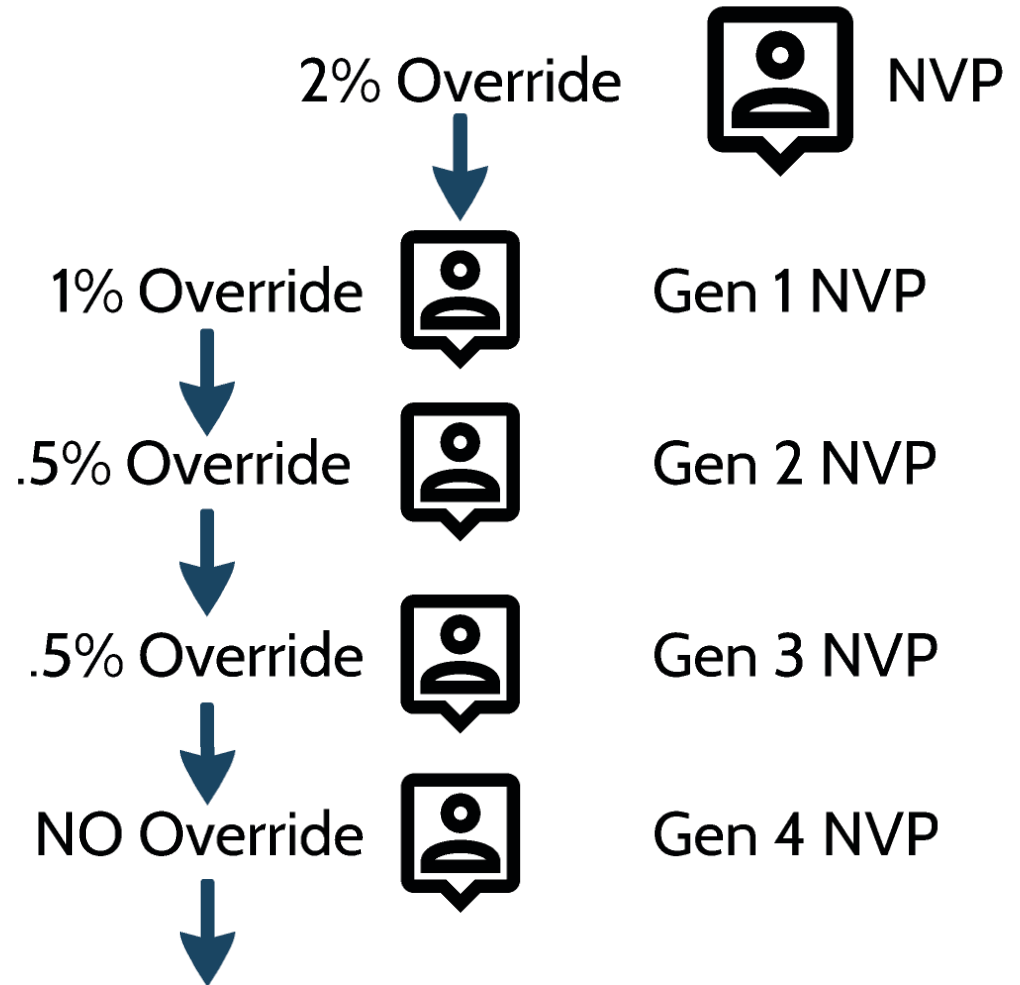 2% Override NVP
1% Override Gen 1 NVP
.5% Override Gen 2 NVP
.5% Override Gen 3 NVP
NO Override Gen 4 NVP